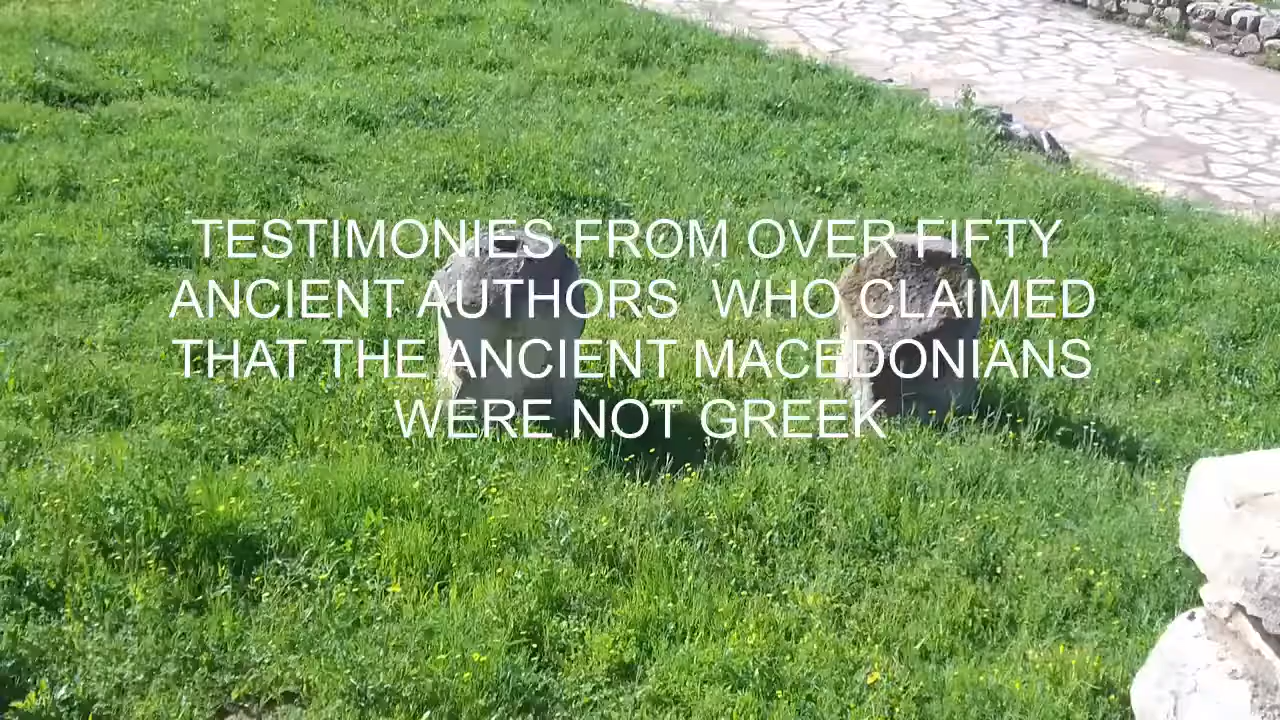 TESTIMONIES FROM OVER FIFTY
ANCIENT AUTHORS  WHO CLAIMED
THAT THE ANCIENT MACEDONIANS
WERE NOT GREEK